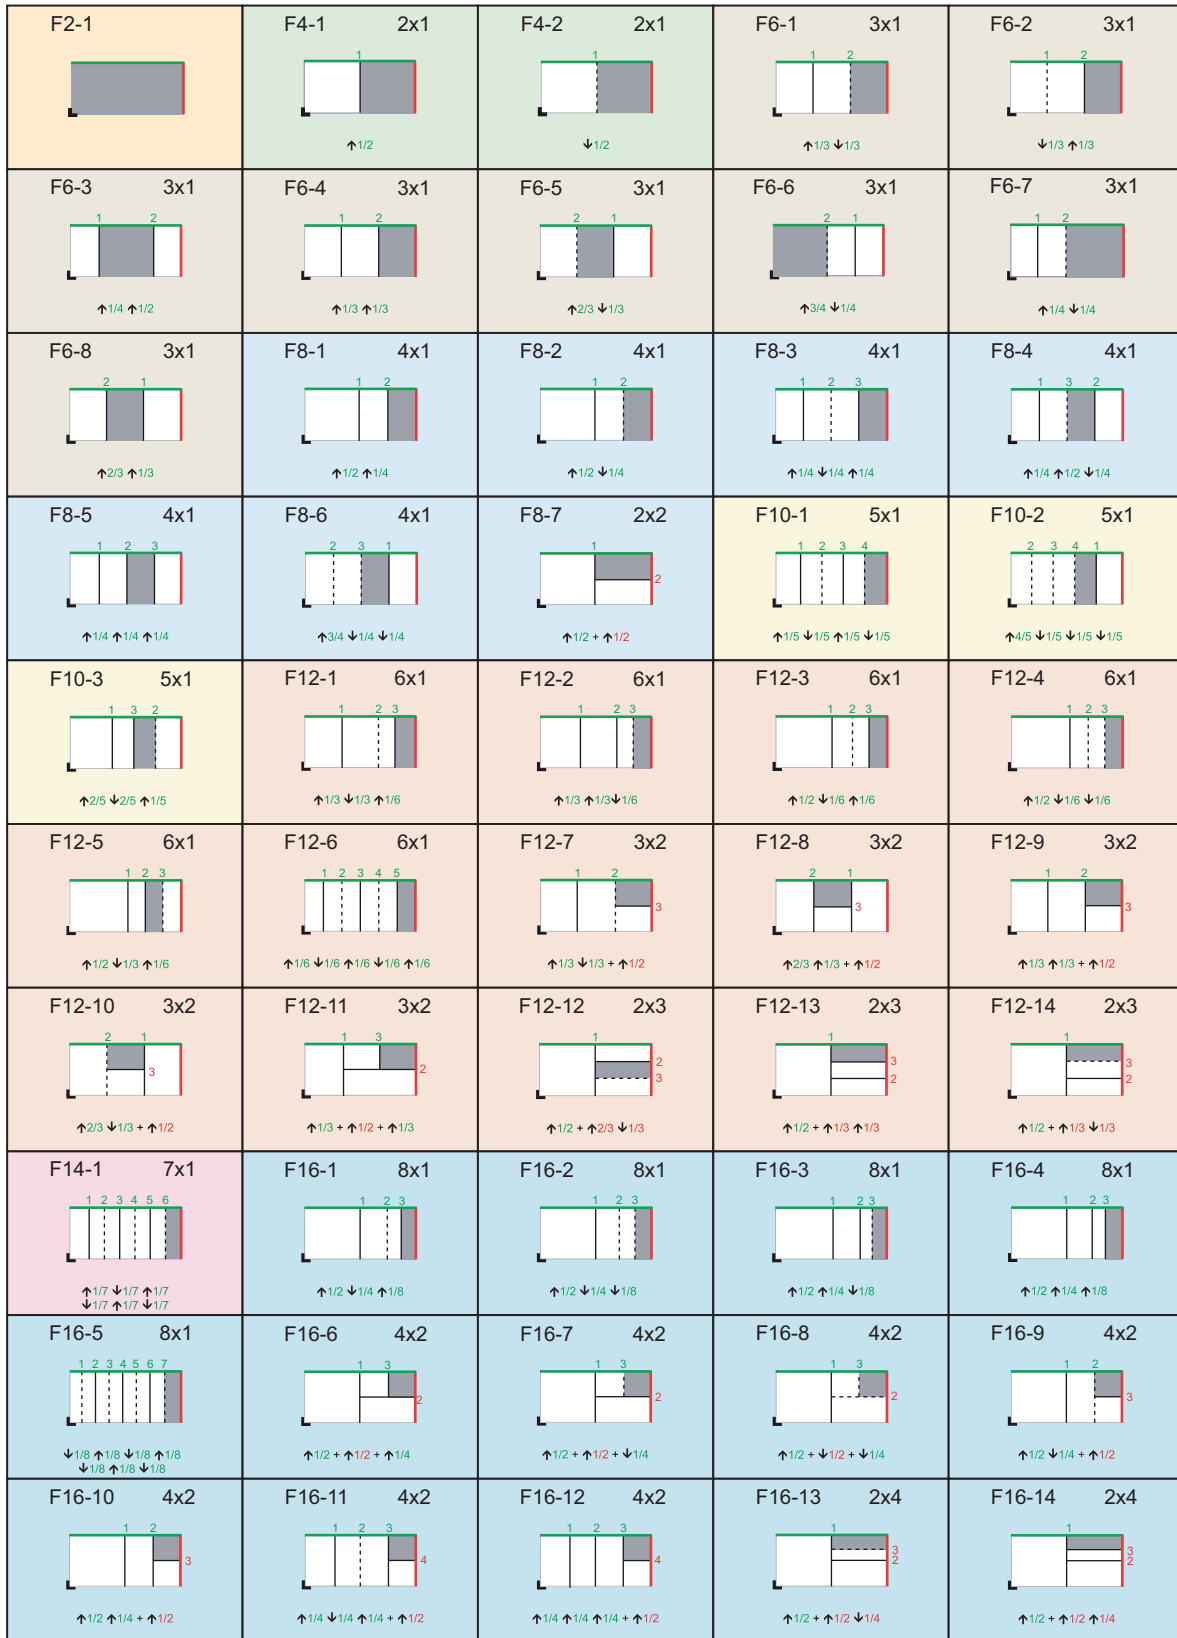 F2-1
F4-1 2x1
1
↑1/2
F4-2 2x1
1
↓1/2
F6-1 3x1
1 2
↑1/3 ↓1/3
F6-2 3x1
1 2
↓1/3 ↑1/3
F6-3 3x1
1 2
↑1/4 ↑1/2
F6-4 3x1
1 2
↑1/3 ↑1/3
F6-5 3x1
2 1
↑2/3 ↓1/3
F6-6 3x1
2 1
↑3/4 ↓1/4
F6-7 3x1
1 2
↑1/4 ↓1/4
F6-8 3x1
2 1
↑2/3 ↑1/3
F8-1 4x1
1 2
↑1/2 ↑1/4
F8-2 4x1
1 2
↑1/2 ↓1/4
F8-3 4x1
1 2 3
↑1/4 ↓1/4 ↑1/4
F8-4 4x1
1 3 2
↑1/4 ↑1/2 ↓1/4
F8-5 4x1
1 2 3
↑1/4 ↑1/4 ↑1/4
F8-6 4x1
2 3 1
↑3/4 ↓1/4 ↓1/4
F8-7 2x2
1
2
↑1/2 + ↑1/2
F10-1 5x1
1 2 3 4
↑1/5 ↓1/5 ↑1/5 ↓1/5
F10-2 5x1
2 3 4 1
↑4/5 ↓1/5 ↓1/5 ↓1/5
F10-3 5x1
1 3 2
↑2/5 ↓2/5 ↑1/5
F12-1 6x1
1 2 3
↑1/3 ↓1/3 ↑1/6
F12-2 6x1
1 2 3
↑1/3 ↑1/3↓1/6
F12-3 6x1
1 2 3
↑1/2 ↓1/6 ↑1/6
F12-4 6x1
1 2 3
↑1/2 ↓1/6 ↓1/6
F12-5 6x1
1 2 3
↑1/2 ↓1/3 ↑1/6
F12-6 6x1
1 2 3 4 5
↑1/6 ↓1/6 ↑1/6 ↓1/6 ↑1/6
F12-7 3x2
1 2
3
↑1/3 ↓1/3 + ↑1/2
F12-8 3x2
2 1
3
↑2/3 ↑1/3 + ↑1/2
F12-9 3x2
1 2
3
↑1/3 ↑1/3 + ↑1/2
F12-10 3x2
2 1
3
↑2/3 ↓1/3 + ↑1/2
F12-11 3x2
1 3
2
↑1/3 + ↑1/2 + ↑1/3
F12-12 2x3
1
2
3
↑1/2 + ↑2/3 ↓1/3
F12-13 2x3
1
3
2
↑1/2 + ↑1/3 ↑1/3
F12-14 2x3
1
3
2
↑1/2 + ↑1/3 ↓1/3
F14-1 7x1
1 2 3 4 5 6
↑1/7 ↓1/7 ↑1/7
↓1/7 ↑1/7 ↓1/7
F16-1 8x1
1 2 3
↑1/2 ↓1/4 ↑1/8
F16-2 8x1
1 2 3
↑1/2 ↓1/4 ↓1/8
F16-3 8x1
1 2 3
↑1/2 ↑1/4 ↓1/8
F16-4 8x1
1 2 3
↑1/2 ↑1/4 ↑1/8
F16-5 8x1
1 2 3 4 5 6 7
↓1/8 ↑1/8 ↓1/8 ↑1/8
↓1/8 ↑1/8 ↓1/8
F16-6 4x2
1 3
2
↑1/2 + ↑1/2 + ↑1/4
F16-7 4x2
1 3
2
↑1/2 + ↑1/2 + ↓1/4
F16-8 4x2
1 3
2
↑1/2 + ↓1/2 + ↓1/4
F16-9 4x2
1 2
3
↑1/2 ↓1/4 + ↑1/2
F16-10 4x2
1 2
3
↑1/2 ↑1/4 + ↑1/2
F16-11 4x2
1 2 3
4
↑1/4 ↓1/4 ↑1/4 + ↑1/2
F16-12 4x2
1 2 3
4
↑1/4 ↑1/4 ↑1/4 + ↑1/2
F16-13 2x4
1
3
2
↑1/2 + ↑1/2 ↓1/4
F16-14 2x4
1
3
2
↑1/2 + ↑1/2 ↑1/4